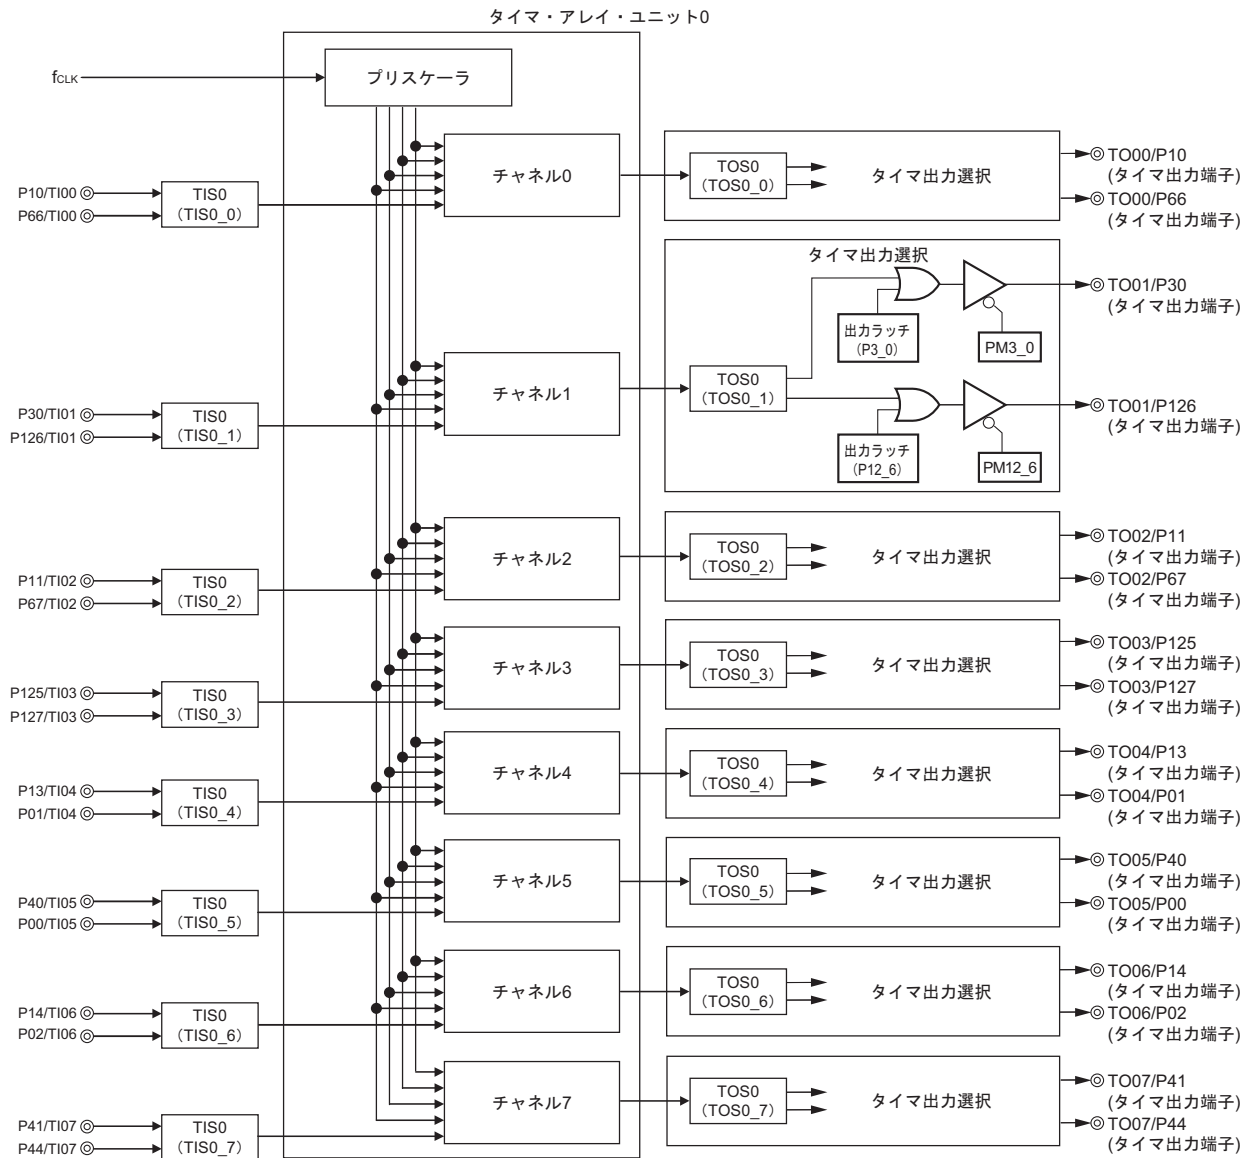 タイマ・アレイ・ユニット0
fCLK
プリスケーラ
P10/TI00
P66/TI00
TIS0
(TIS0_0)
チャネル0
TOS0
(TOS0_0)
タイマ出力選択
TO00/P10
(タイマ出力端子)
TO00/P66
(タイマ出力端子)
P30/TI01
P126/TI01
TIS0
(TIS0_1)
チャネル1
TOS0
(TOS0_1)
タイマ出力選択
出力ラッチ
(P3_0)
PM3_0
出力ラッチ
(P12_6)
PM12_6
TO01/P30
(タイマ出力端子)
TO01/P126
(タイマ出力端子)
P11/TI02
P67/TI02
TIS0
(TIS0_2)
チャネル2
TOS0
(TOS0_2)
タイマ出力選択
TO02/P11
(タイマ出力端子)
TO02/P67
(タイマ出力端子)
P125/TI03
P127/TI03
TIS0
(TIS0_3)
チャネル3
TOS0
(TOS0_3)
タイマ出力選択
TO03/P125
(タイマ出力端子)
TO03/P127
(タイマ出力端子)
P13/TI04
P01/TI04
TIS0
(TIS0_4)
チャネル4
TOS0
(TOS0_4)
タイマ出力選択
TO04/P13
(タイマ出力端子)
TO04/P01
(タイマ出力端子)
P40/TI05
P00/TI05
TIS0
(TIS0_5)
チャネル5
TOS0
(TOS0_5)
タイマ出力選択
TO05/P40
(タイマ出力端子)
TO05/P00
(タイマ出力端子)
P14/TI06
P02/TI06
TIS0
(TIS0_6)
チャネル6
TOS0
(TOS0_6)
タイマ出力選択
TO06/P14
(タイマ出力端子)
TO06/P02
(タイマ出力端子)
P41/TI07
P44/TI07
TIS0
(TIS0_7)
チャネル7
TOS0
(TOS0_7)
タイマ出力選択
TO07/P41
(タイマ出力端子)
TO07/P44
(タイマ出力端子)